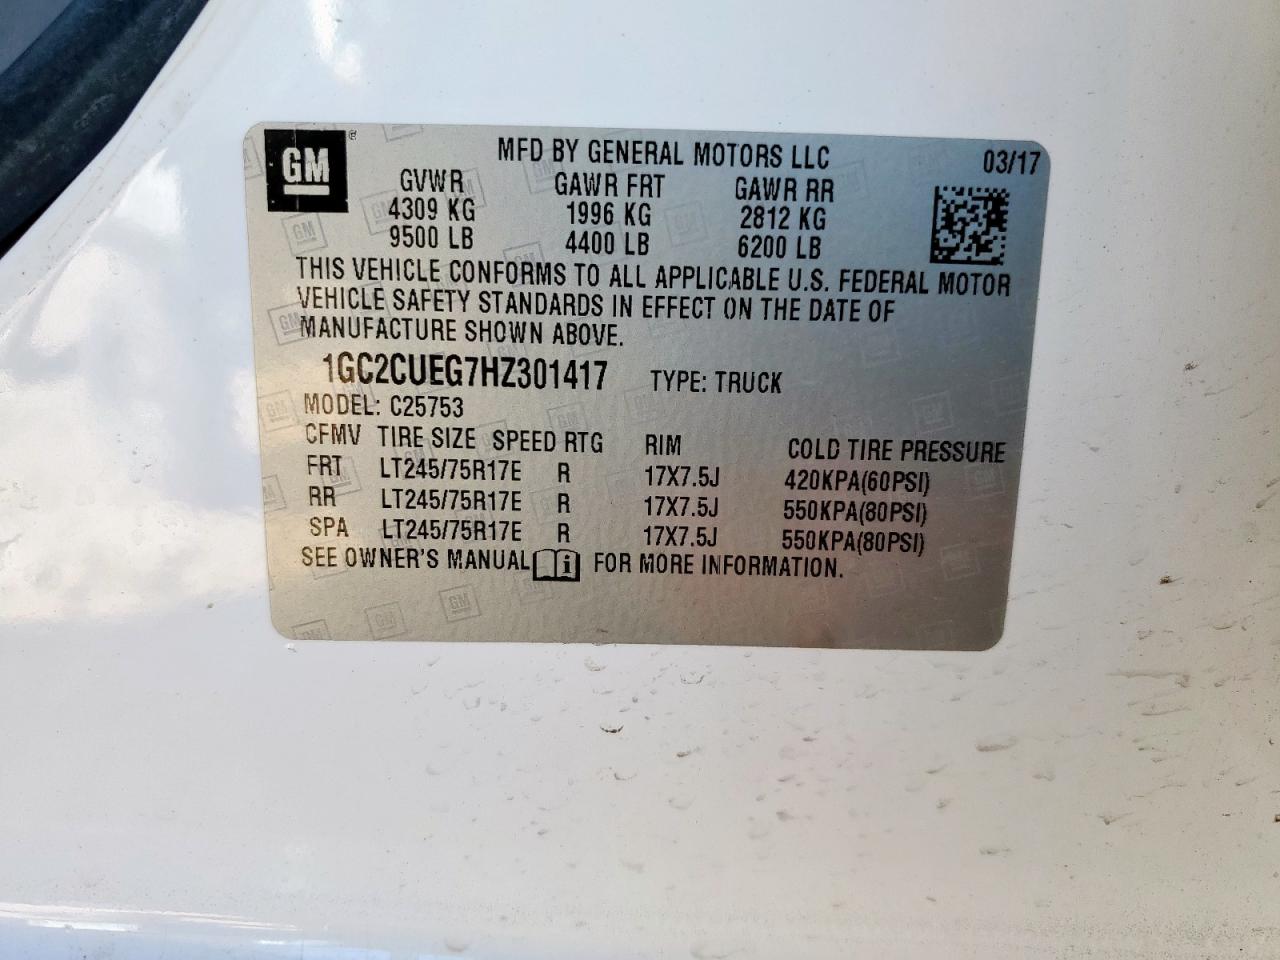 GM ® MFD BY GENERAL MOTORS LLC 03/17
GVWR GAWR FRT GAWR RR
4309 KG 1996 KG 2812 KG
9500 LB 4400 LB 6200 LB
THIS VEHICLE CONFORMS TO ALL APPLICABLE U.S. FEDERAL MOTOR
VEHICLE SAFETY STANDARDS IN EFFECT ON THE DATE OF
MANUFACTURE SHOWN ABOVE.
1GC2CUEG7HZ301417 TYPE: TRUCK
MODEL: C25753
CFMV TIRE SIZE SPEED RTG RIM COLD TIRE PRESSURE
FRT LT245/75R17E R 17X7.5J 420KPA(60PSI)
RR LT245/75R17E R 17X7.5J 550KPA(80PSI)
SPA LT245/75R17E R 17X7.5J 550KPA(80PSI)
SEE OWNER'S MANUAL i FOR MORE INFORMATION.